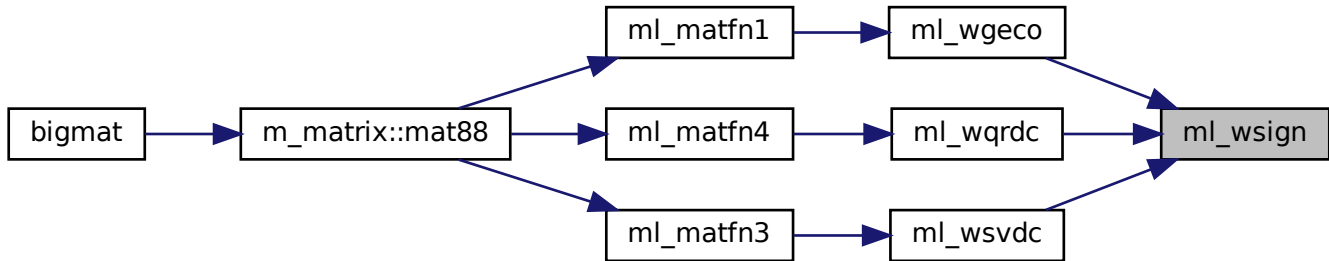 ml_matfn1
ml_wgeco
bigmat
m_matrix::mat88
ml_matfn4
ml_wqrdc
ml_wsign
ml_matfn3
ml_wsvdc